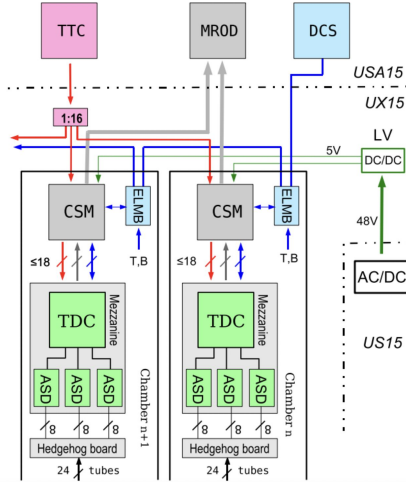 TTC
MROD
DCS
USA15
UX15
1:16
LV
5V
DC/DC
CSM
ELMB
CSM
ELMB
48V
≤18
T,B
≤18
T,B
AC/DC
US15
Mezzanine
TDC
Mezzanine
TDC
ASD
ASD
ASD
Chamber n+1
ASD
ASD
ASD
Chamber n
8
8
8
8
8
8
Hedgehog board
Hedgehog board
24 tubes
24 tubes